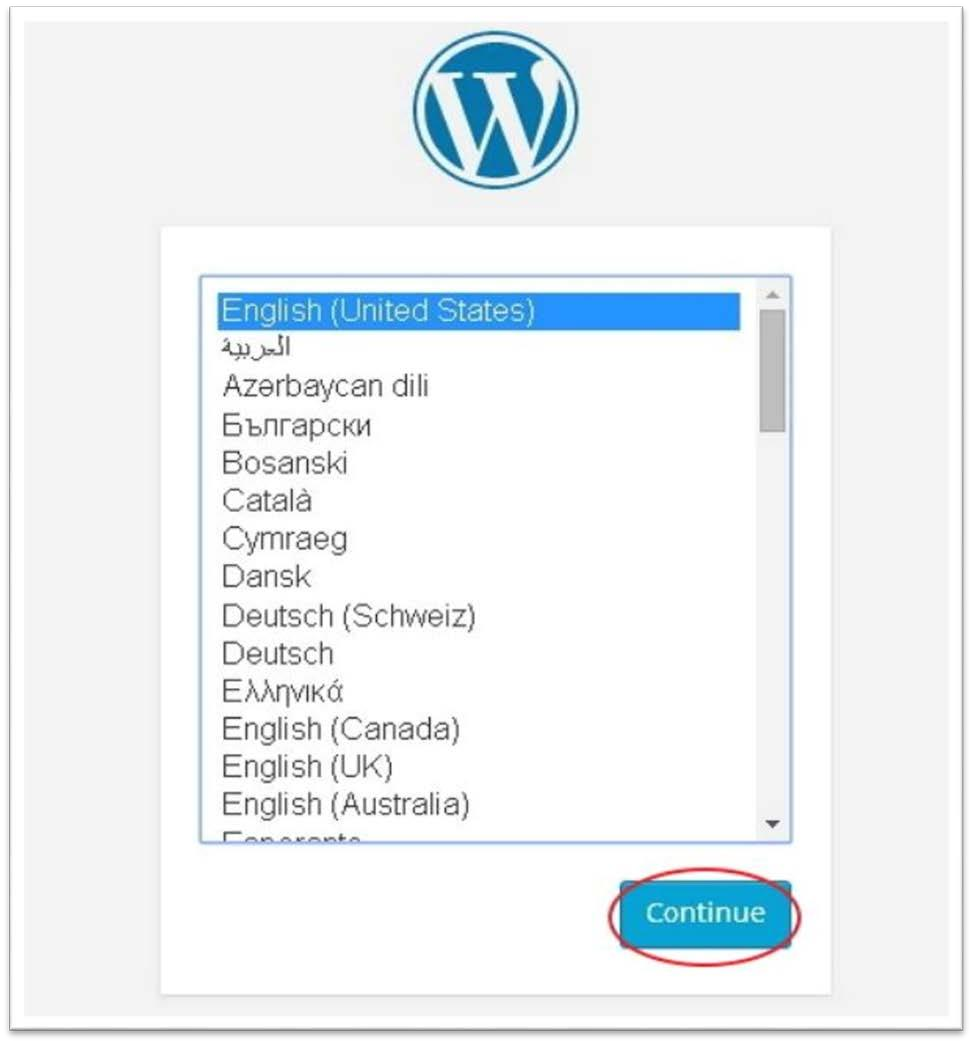 English (United States)
العربية
Azərbaycan dili
Български
Bosanski
Català
Cymraeg
Dansk
Deutsch (Schweiz)
Deutsch
Ελληνικά
English (Canada)
English (UK)
English (Australia)
Esperanto
Continue